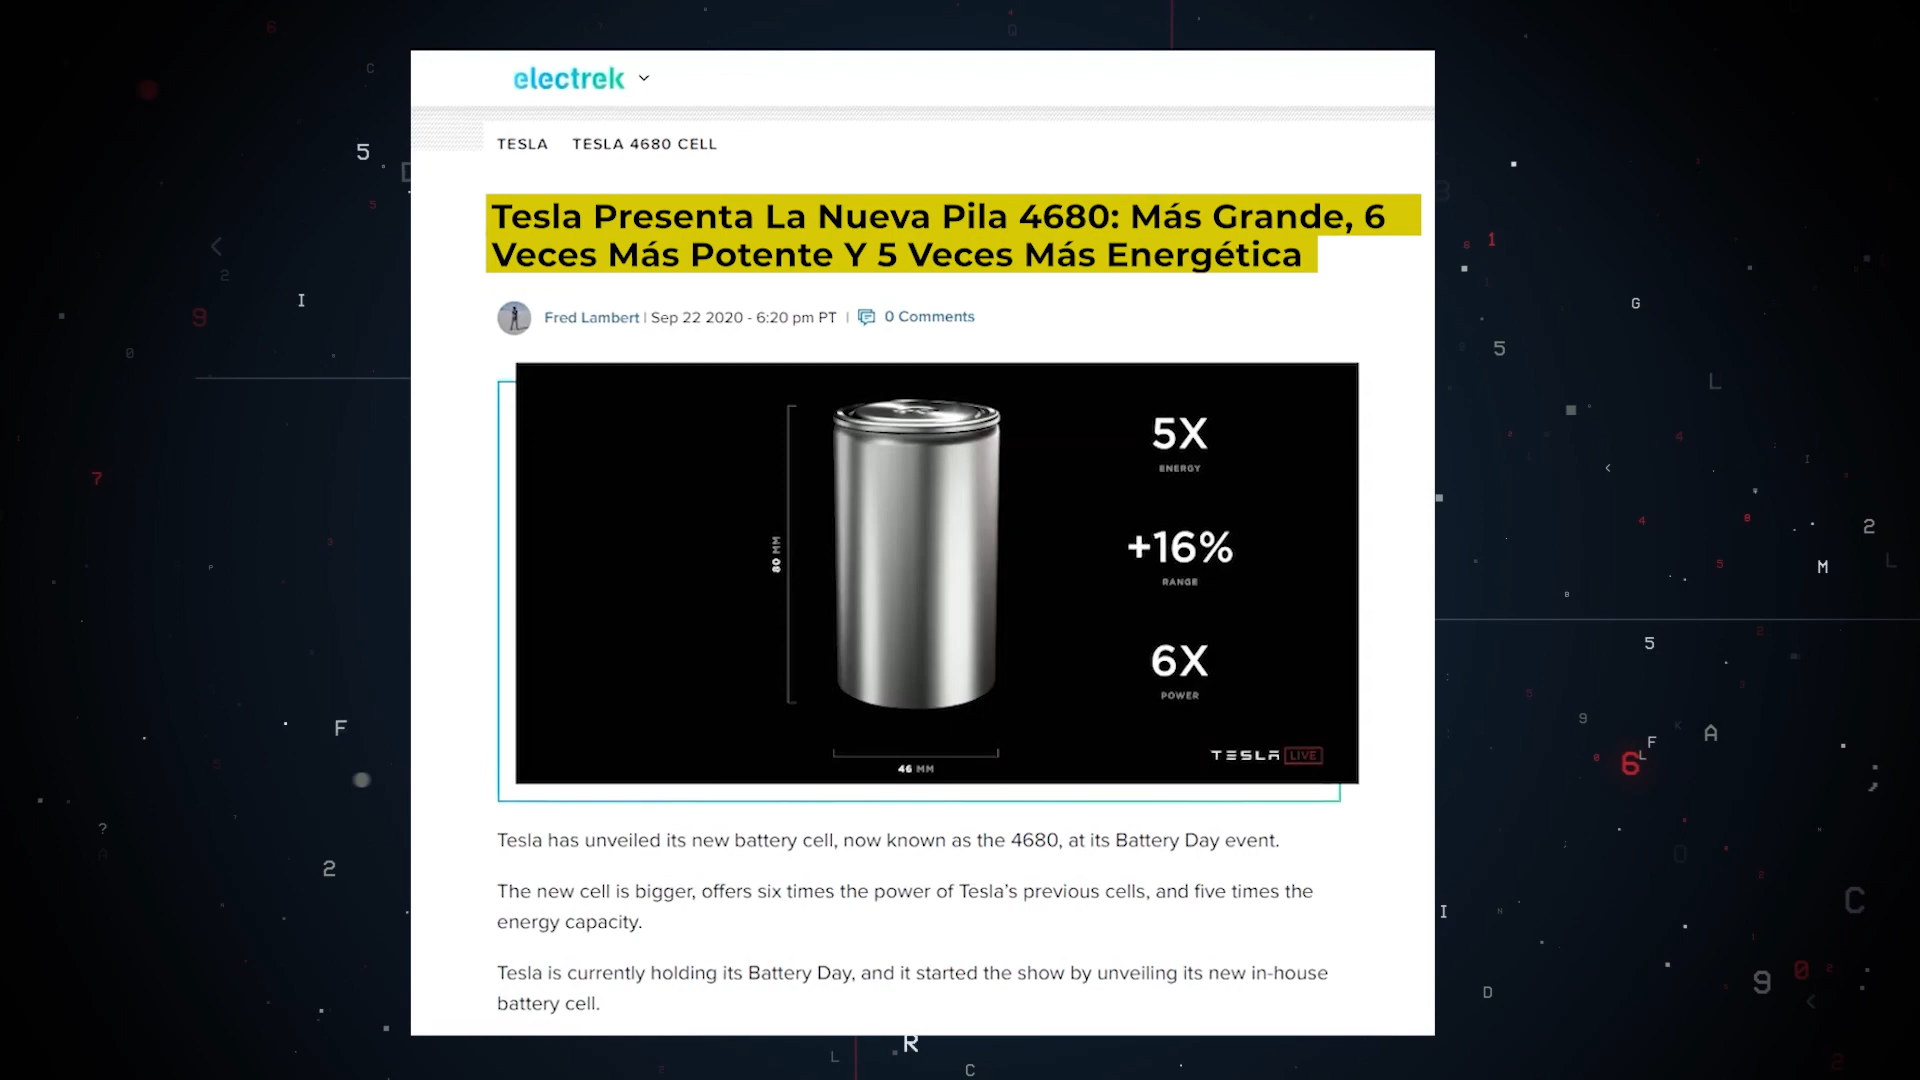 electrek
TESLA TESLA 4680 CELL
Tesla Presenta La Nueva Pila 4680: Más Grande, 6
Veces Más Potente Y 5 Veces Más Energética
Fred Lambert | Sep 22 2020 - 6:20 pm PT | 0 Comments
5X
ENERGY
+16%
RANGE
6X
POWER
80 MM
46 MM
TESLA LIVE
Tesla has unveiled its new battery cell, now known as the 4680, at its Battery Day event.
The new cell is bigger, offers six times the power of Tesla's previous cells, and five times the
energy capacity.
Tesla is currently holding its Battery Day, and it started the show by unveiling its new in-house
battery cell.